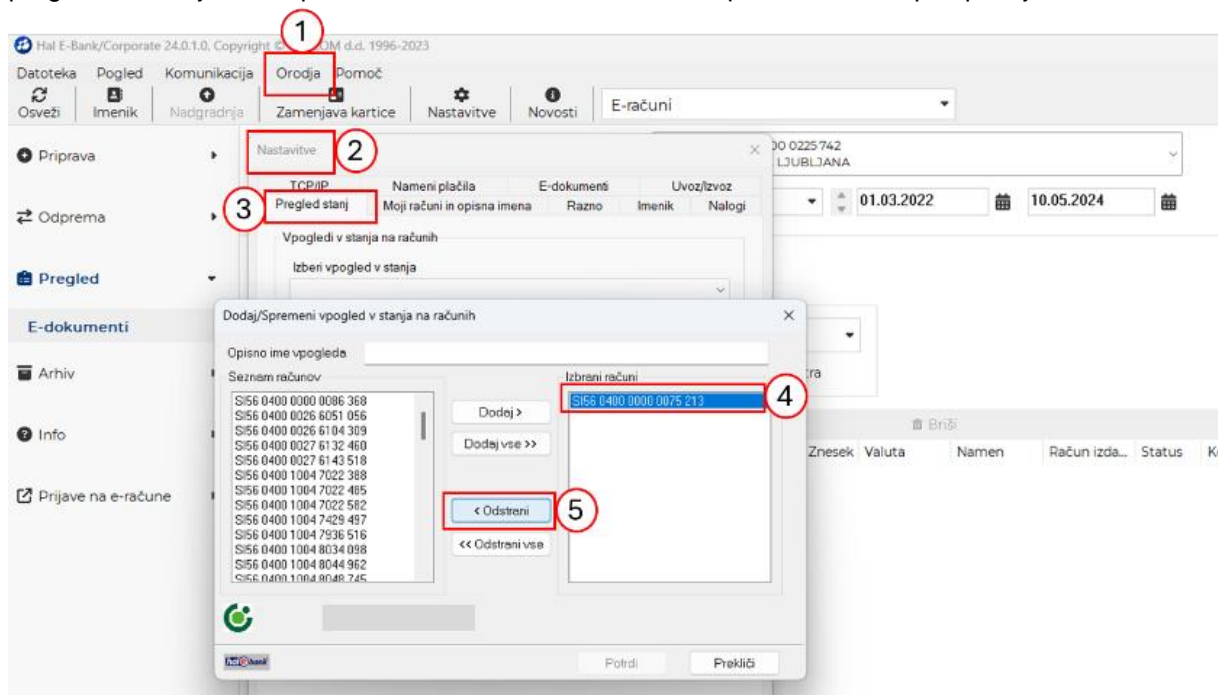 1
Hal E-Bank/Corporate 24.0.1.0, Copyright © HALCOM d.d. 1996-2023
Datoteka Pogled Komunikacija Orodja Pomoč
Osveži Imenik Nadgradnja Zamenjava kartice Nastavitve Novosti E-računi
Nastavitve 2
00 0225 742
LJUBLJANA
Priprava
TCP/IP Nameni plačila E-dokumenti Uvoz/Izvoz
3 Pregled stanj Moji računi in opisna imena Razno Imenik Nalogi
01.03.2022 10.05.2024
Odprema
Vpogledi v stanja na računih
Izberi vpogled v stanja
Pregled
Dodaj/Spremeni vpogled v stanja na računih
E-dokumenti
Opisno ime vpogleda
Seznam računov Izbrani računi
Arhiv
SI56 0400 0000 0086 368
SI56 0400 0000 0075 213 4
SI56 0400 0026 6051 056
Dodaj >
SI56 0400 0026 6104 309
Briši
Info
SI56 0400 0027 6132 460
Dodaj vse >>
SI56 0400 0027 6143 518
Znesek Valuta Namen Račun izda... Status
SI56 0400 1004 7022 388
SI56 0400 1004 7022 485
Prijave na e-račune
SI56 0400 1004 7022 582
< Odstrani 5
SI56 0400 1004 7429 497
SI56 0400 1004 7936 516
<< Odstrani vse
SI56 0400 1004 8034 098
SI56 0400 1004 8044 962
SI56 0400 1004 8048 745
hal e-bank
Potrdi Prekliči